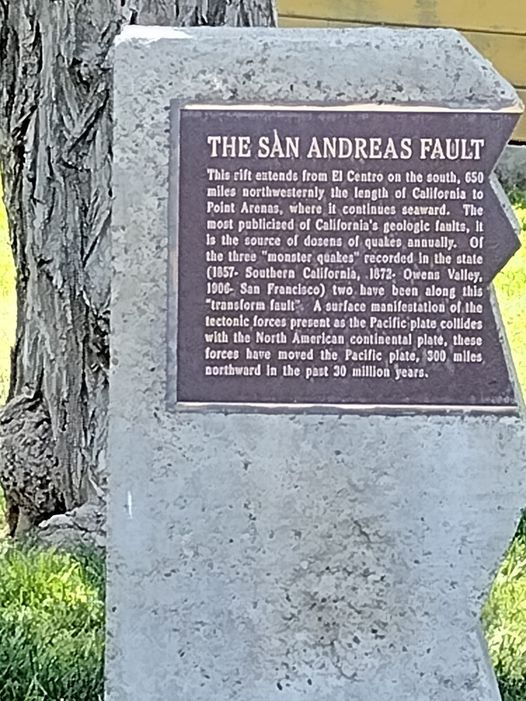 THE SAN ANDREAS FAULT
This rift extends from El Centro on the south, 650
miles northwesternly the length of California to
Point Arenas, where it continues seaward. The
most publicized of California's geologic faults, it
is the source of dozens of quakes annually. Of
the three "monster quakes" recorded in the state
(1857- Southern California, 1872- Owens Valley,
1906- San Francisco) two have been along this
"transform fault". A surface manifestation of the
tectonic forces present as the Pacific plate collides
with the North American continental plate, these
forces have moved the Pacific plate, 300 miles
northward in the past 30 million years.